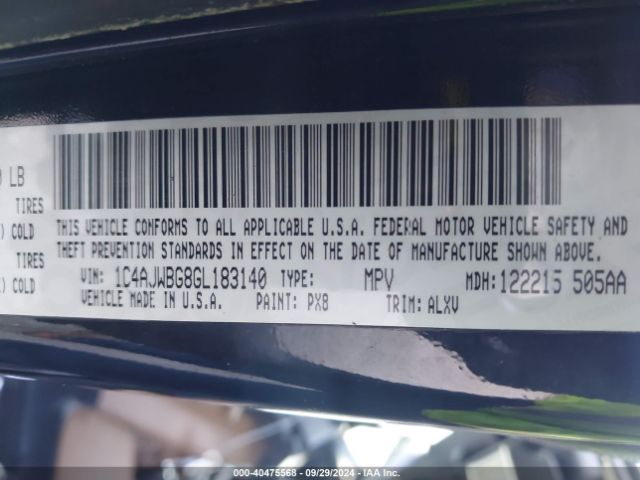 LB
TIRES
COLD
TIRES
COLD
THIS VEHICLE CONFORMS TO ALL APPLICABLE U.S.A. FEDERAL MOTOR VEHICLE SAFETY AND
THEFT PREVENTION STANDARDS IN EFFECT ON THE DATE OF MANUFACTURE SHOWN ABOVE.
VIN: 1C4AJWBG8GL183140 TYPE: MPV MDH:122215 505AA
VEHICLE MADE IN U.S.A. PAINT: PX8 TRIM: ALXV
000-40475568 - 09/29/2024 - IAA Inc.